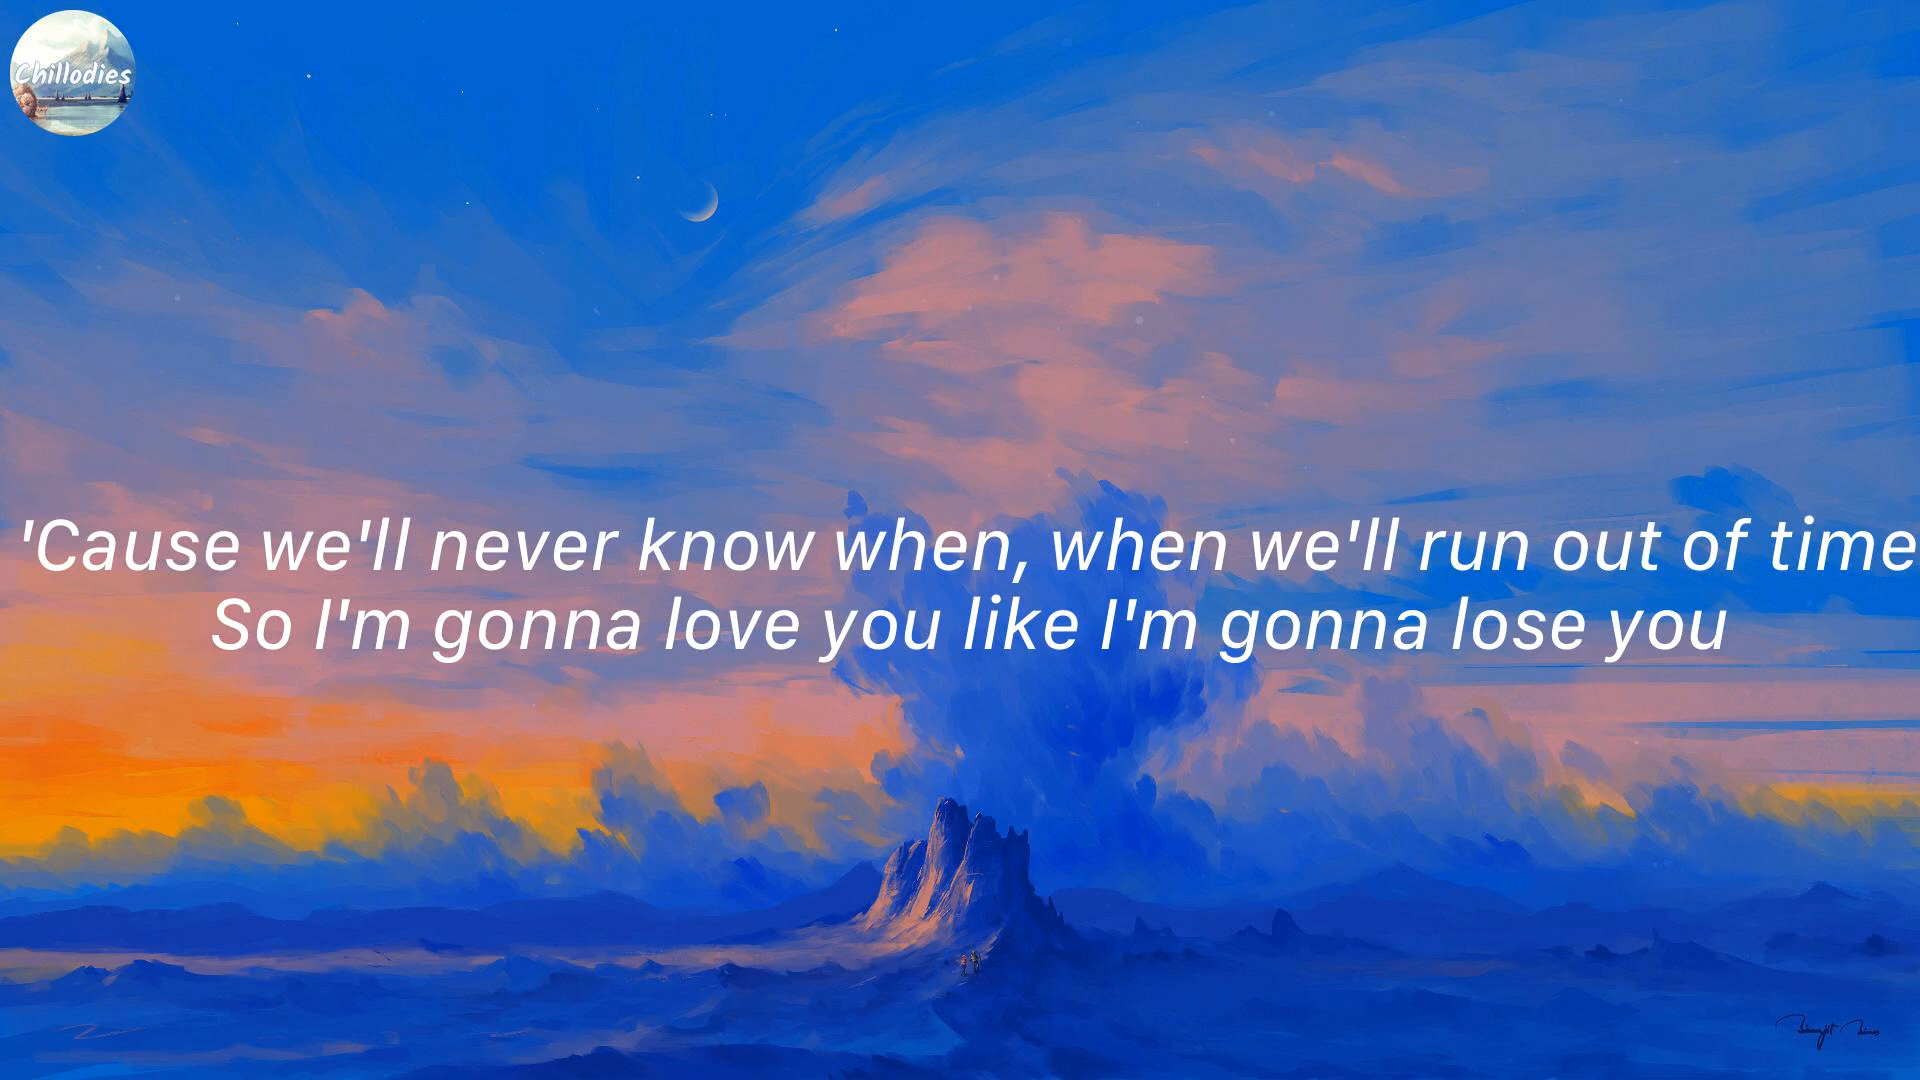 Chillodies
'Cause we'll never know when, when we'll run out of time
So I'm gonna love you like I'm gonna lose you